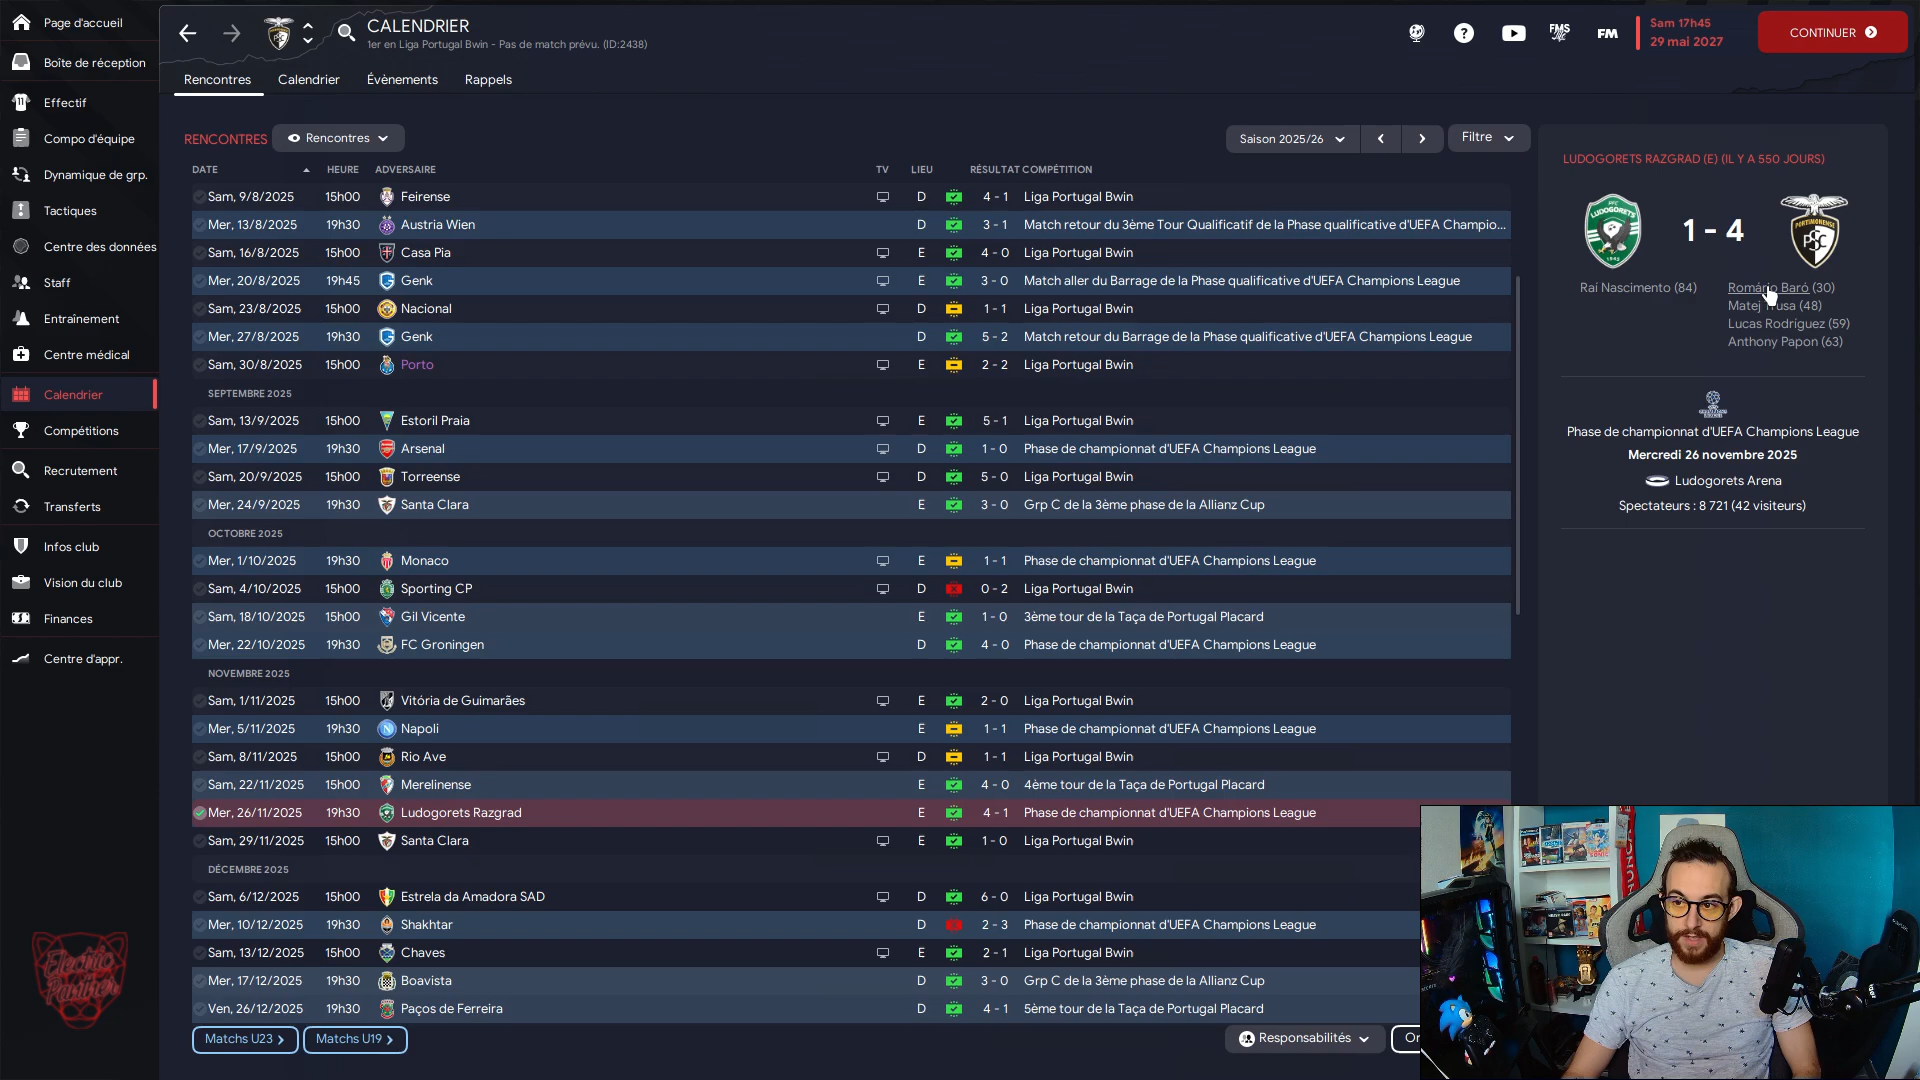 Page d'accueil
Boîte de réception
Effectif
Compo d'équipe
Dynamique de grp.
Tactiques
Centre des données
Staff
Entraînement
Centre médical
Calendrier
Compétitions
Recrutement
Transferts
Infos club
Vision du club
Finances
Centre d'appr.
Electric
Panther
CALENDRIER
1er en Liga Portugal Bwin - Pas de match prévu. (ID:2438)
FMS
FM
Sam 17h45
29 mai 2027
CONTINUER
Rencontres Calendrier Évènements Rappels
RENCONTRES Rencontres
Saison 2025/26 Filtre
DATE HEURE ADVERSAIRE TV LIEU RÉSULTAT COMPÉTITION
Sam, 9/8/2025 15h00 Feirense D 4 - 1 Liga Portugal Bwin
Mer, 13/8/2025 19h30 Austria Wien D 3 - 1 Match retour du 3ème Tour Qualificatif de la Phase qualificative d'UEFA Champio...
Sam, 16/8/2025 15h00 Casa Pia E 4 - 0 Liga Portugal Bwin
Mer, 20/8/2025 19h45 Genk E 3 - 0 Match aller du Barrage de la Phase qualificative d'UEFA Champions League
Sam, 23/8/2025 15h00 Nacional D 1 - 1 Liga Portugal Bwin
Mer, 27/8/2025 19h30 Genk D 5 - 2 Match retour du Barrage de la Phase qualificative d'UEFA Champions League
Sam, 30/8/2025 15h00 Porto E 2 - 2 Liga Portugal Bwin
SEPTEMBRE 2025
Sam, 13/9/2025 15h00 Estoril Praia E 5 - 1 Liga Portugal Bwin
Mer, 17/9/2025 19h30 Arsenal D 1 - 0 Phase de championnat d'UEFA Champions League
Sam, 20/9/2025 15h00 Torreense D 5 - 0 Liga Portugal Bwin
Mer, 24/9/2025 19h30 Santa Clara E 3 - 0 Grp C de la 3ème phase de la Allianz Cup
OCTOBRE 2025
Mer, 1/10/2025 19h30 Monaco E 1 - 1 Phase de championnat d'UEFA Champions League
Sam, 4/10/2025 15h00 Sporting CP D 0 - 2 Liga Portugal Bwin
Sam, 18/10/2025 15h00 Gil Vicente E 1 - 0 3ème tour de la Taça de Portugal Placard
Mer, 22/10/2025 19h30 FC Groningen D 4 - 0 Phase de championnat d'UEFA Champions League
NOVEMBRE 2025
Sam, 1/11/2025 15h00 Vitória de Guimarães E 2 - 0 Liga Portugal Bwin
Mer, 5/11/2025 19h30 Napoli E 1 - 1 Phase de championnat d'UEFA Champions League
Sam, 8/11/2025 15h00 Rio Ave D 1 - 1 Liga Portugal Bwin
Sam, 22/11/2025 15h00 Merelinense E 4 - 0 4ème tour de la Taça de Portugal Placard
Mer, 26/11/2025 19h30 Ludogorets Razgrad E 4 - 1 Phase de championnat d'UEFA Champions League
Sam, 29/11/2025 15h00 Santa Clara E 1 - 0 Liga Portugal Bwin
DÉCEMBRE 2025
Sam, 6/12/2025 15h00 Estrela da Amadora SAD D 6 - 0 Liga Portugal Bwin
Mer, 10/12/2025 19h30 Shakhtar D 2 - 3 Phase de championnat d'UEFA Champions League
Sam, 13/12/2025 15h00 Chaves E 2 - 1 Liga Portugal Bwin
Mer, 17/12/2025 19h30 Boavista D 3 - 0 Grp C de la 3ème phase de la Allianz Cup
Ven, 26/12/2025 19h30 Paços de Ferreira D 4 - 1 5ème tour de la Taça de Portugal Placard
Matchs U23 Matchs U19
Responsabilités
LUDOGORETS RAZGRAD (E) (IL Y A 550 JOURS)
LUDOGORETS
1945
1 - 4
PORTIMONENSE
PSC
Raí Nascimento (84)
Romário Baró (30)
Matej (48)
Lucas Rodríguez (59)
Anthony Papon (63)
Phase de championnat d'UEFA Champions League
Mercredi 26 novembre 2025
Ludogorets Arena
Spectateurs : 8 721 (42 visiteurs)